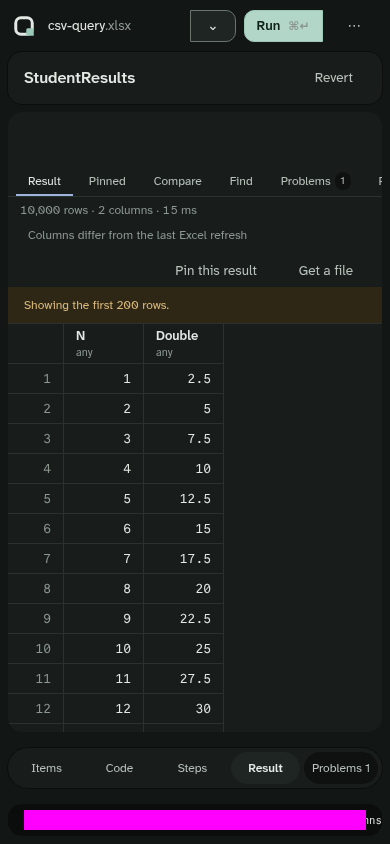 csv-query.xlsx
Run ⌘↵
StudentResults
Revert
Result Pinned Compare Find Problems 1
10,000 rows · 2 columns · 15 ms
Columns differ from the last Excel refresh
Pin this result Get a file
Showing the first 200 rows.
N Double
any any
1 1 2.5
2 2 5
3 3 7.5
4 4 10
5 5 12.5
6 6 15
7 7 17.5
8 8 20
9 9 22.5
10 10 25
11 11 27.5
12 12 30
Items Code Steps Result Problems 1